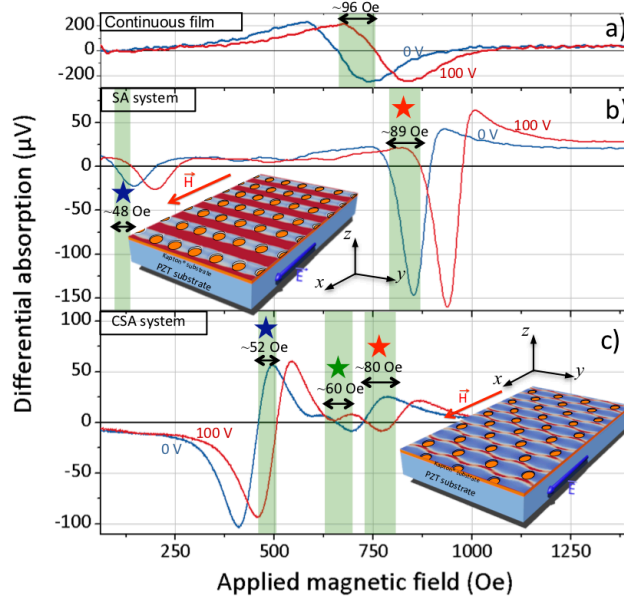 Continuous film
~96 Oe
a)
200
0
200
0 V
100 V
SA system
b)
100 V
0 V
~89 Oe
50
0
-50
-100
-150
~48 Oe
H
z
x
y
Kapton® substrate
PZT substrate
E
CSA system
c)
100
50
0
-50
-100
~52 Oe
~60 Oe
~80 Oe
100 V
0 V
z
x
y
H
Kapton® substrate
PZT substrate
E
250
500
750
1000
1250
Differential absorption (µV)
Applied magnetic field (Oe)